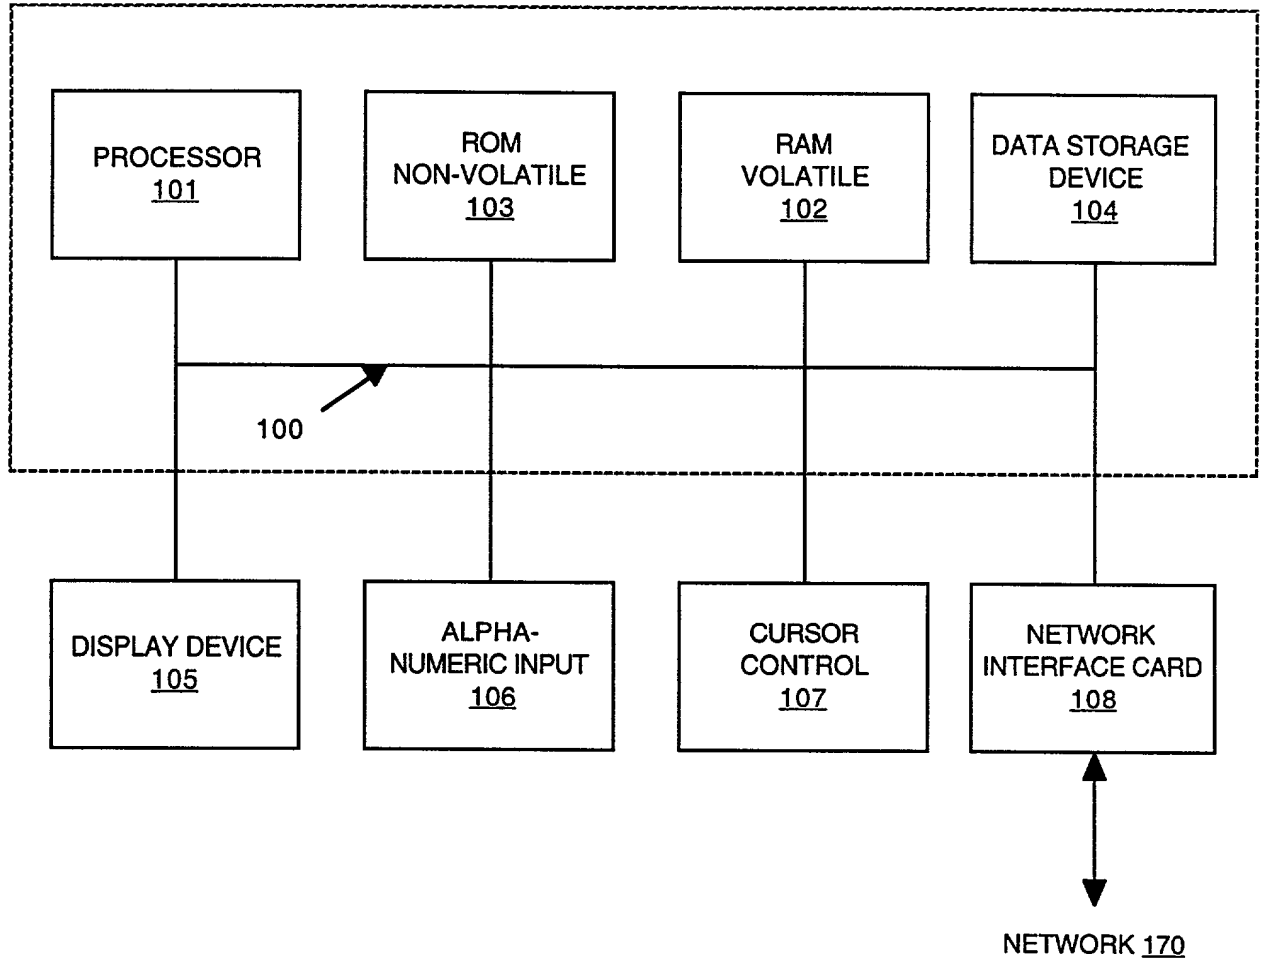 PROCESSOR
101
ROM
NON-VOLATILE
103
RAM
VOLATILE
102
DATA STORAGE
DEVICE
104
100
DISPLAY DEVICE
105
ALPHA-
NUMERIC INPUT
106
CURSOR
CONTROL
107
NETWORK
INTERFACE CARD
108
NETWORK 170